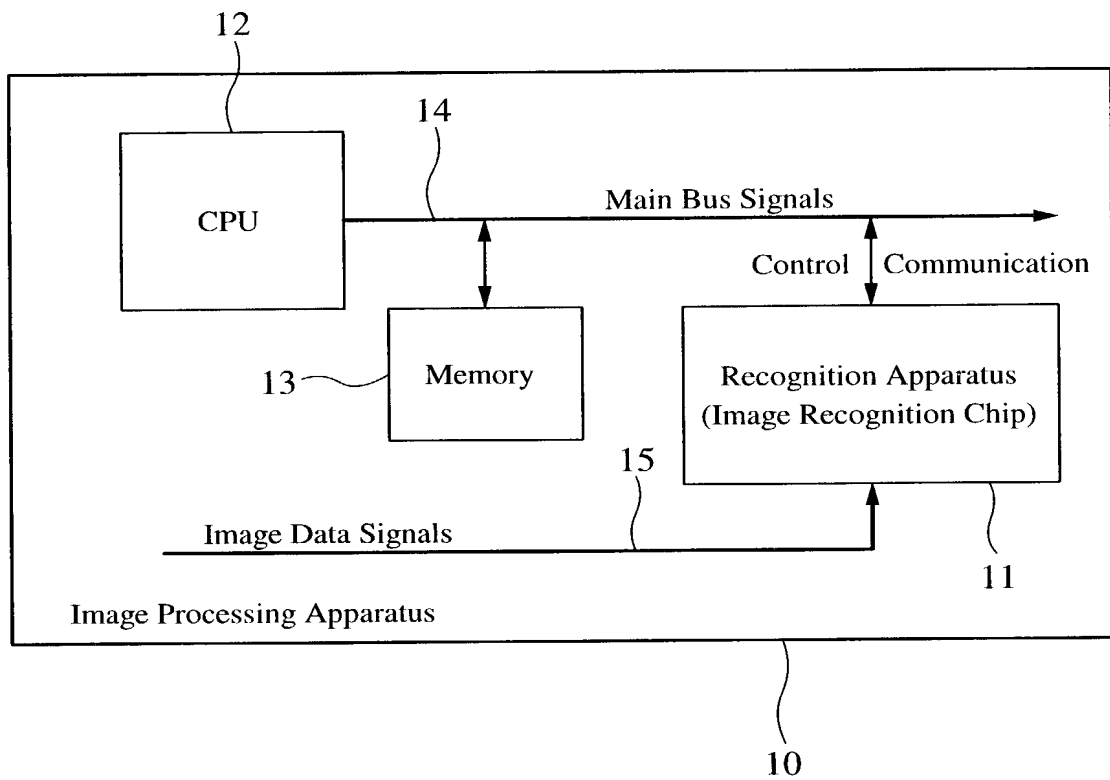 12
14
Main Bus Signals
CPU
Control
Communication
13
Memory
Recognition Apparatus
(Image Recognition Chip)
15
Image Data Signals
11
Image Processing Apparatus
10